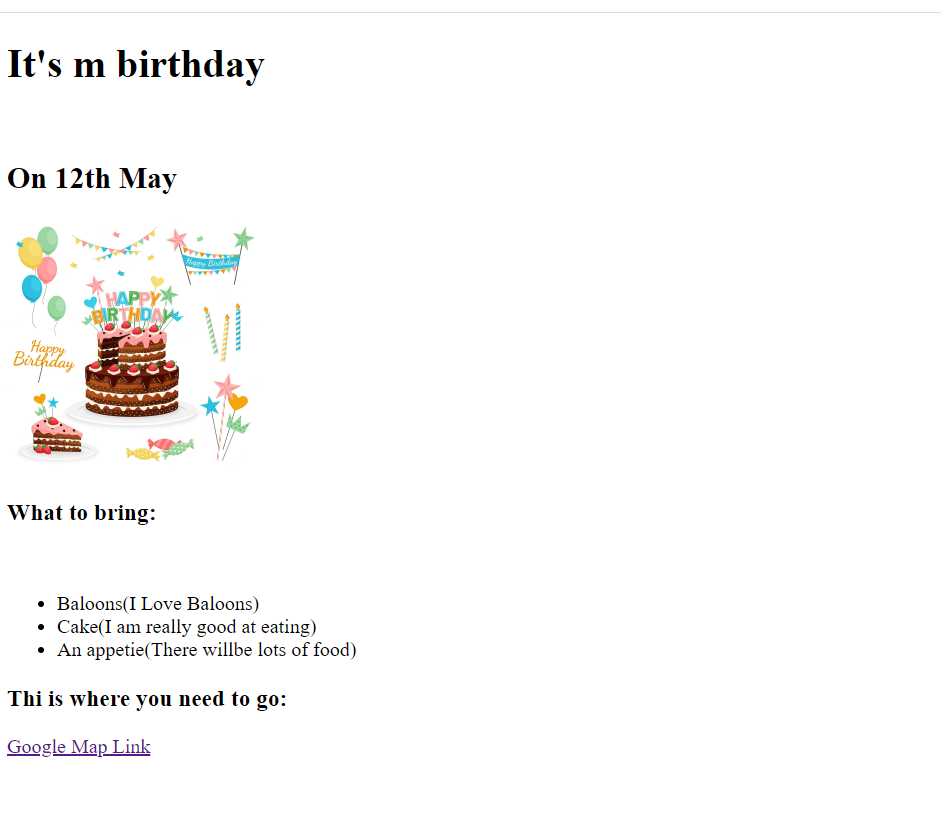 It's m birthday
On 12th May
Happy Birthday
HAPPY
BIRTHDAY
Happy
Birthday
What to bring:
Baloons(I Love Baloons)
Cake(I am really good at eating)
An appetie(There willbe lots of food)
Thi is where you need to go:
Google Map Link